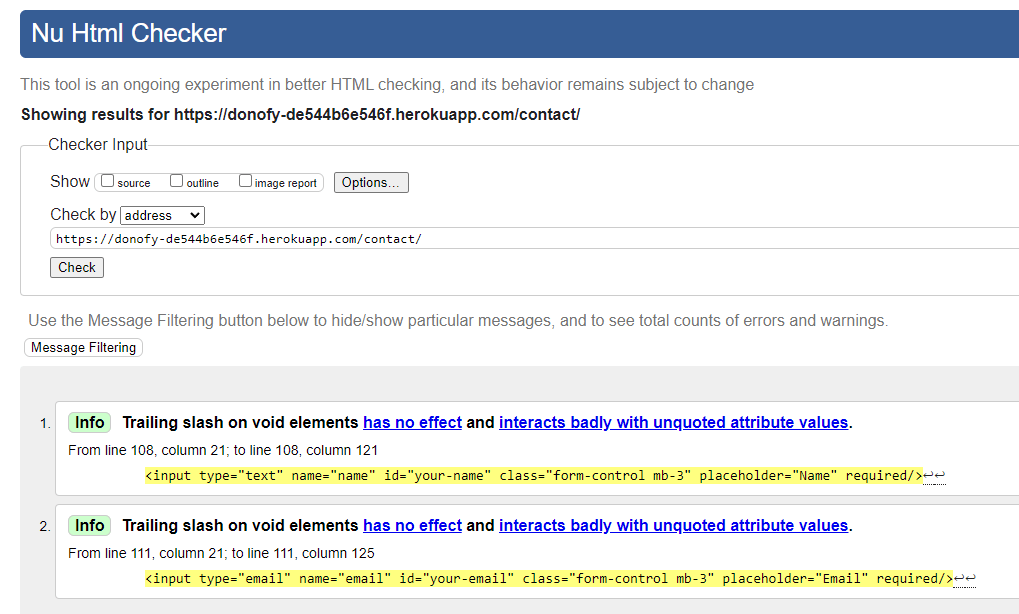 Nu Html Checker
This tool is an ongoing experiment in better HTML checking, and its behavior remains subject to change
Showing results for https://donofy-de544b6e546f.herokuapp.com/contact/
Checker Input
Show source outline image report Options...
Check by address
https://donofy-de544b6e546f.herokuapp.com/contact/
Check
Use the Message Filtering button below to hide/show particular messages, and to see total counts of errors and warnings.
Message Filtering
1. Info Trailing slash on void elements has no effect and interacts badly with unquoted attribute values.
From line 108, column 21; to line 108, column 121
<input type="text" name="name" id="your-name" class="form-control mb-3" placeholder="Name" required/>↩↩
2. Info Trailing slash on void elements has no effect and interacts badly with unquoted attribute values.
From line 111, column 21; to line 111, column 125
<input type="email" name="email" id="your-email" class="form-control mb-3" placeholder="Email" required/>↩↩